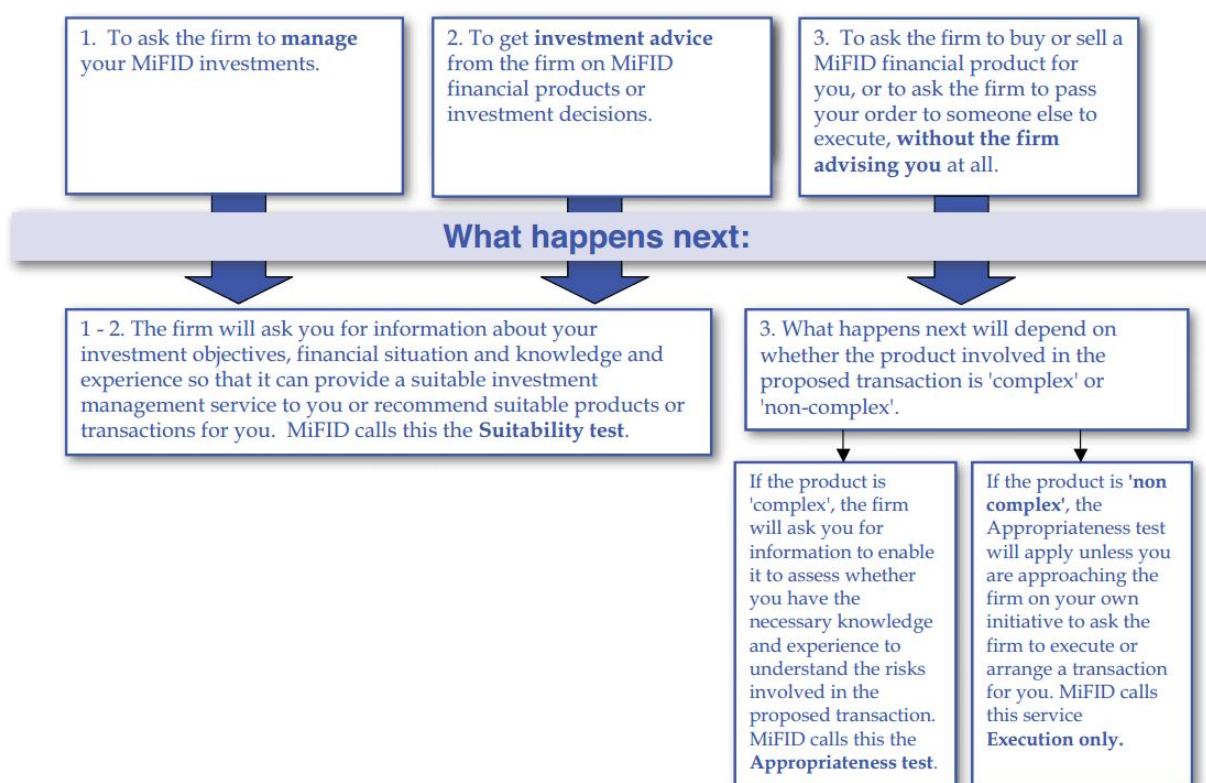 1.  To ask the firm to manage
your MiFID investments.
2. To get investment advice
from the firm on MiFID
financial products or
investment decisions.
3.  To ask the firm to buy or sell a
MiFID financial product for
you, or to ask the firm to pass
your order to someone else to
execute, without the firm
advising you at all.
What happens next:
1 - 2. The firm will ask you for information about your
investment objectives, financial situation and knowledge and
experience so that it can provide a suitable investment
management service to you or recommend suitable products or
transactions for you.  MiFID calls this the Suitability test.
3. What happens next will depend on
whether the product involved in the
proposed transaction is 'complex' or
'non-complex'.
If the product is
'complex', the firm
will ask you for
information to enable
it to assess whether
you have the
necessary knowledge
and experience to
understand the risks
involved in the
proposed transaction.
MiFID calls this the
Appropriateness test.
If the product is 'non
complex', the
Appropriateness test
will apply unless you
are approaching the
firm on your own
initiative to ask the
firm to execute or
arrange a transaction
for you. MiFID calls
this service
Execution only.